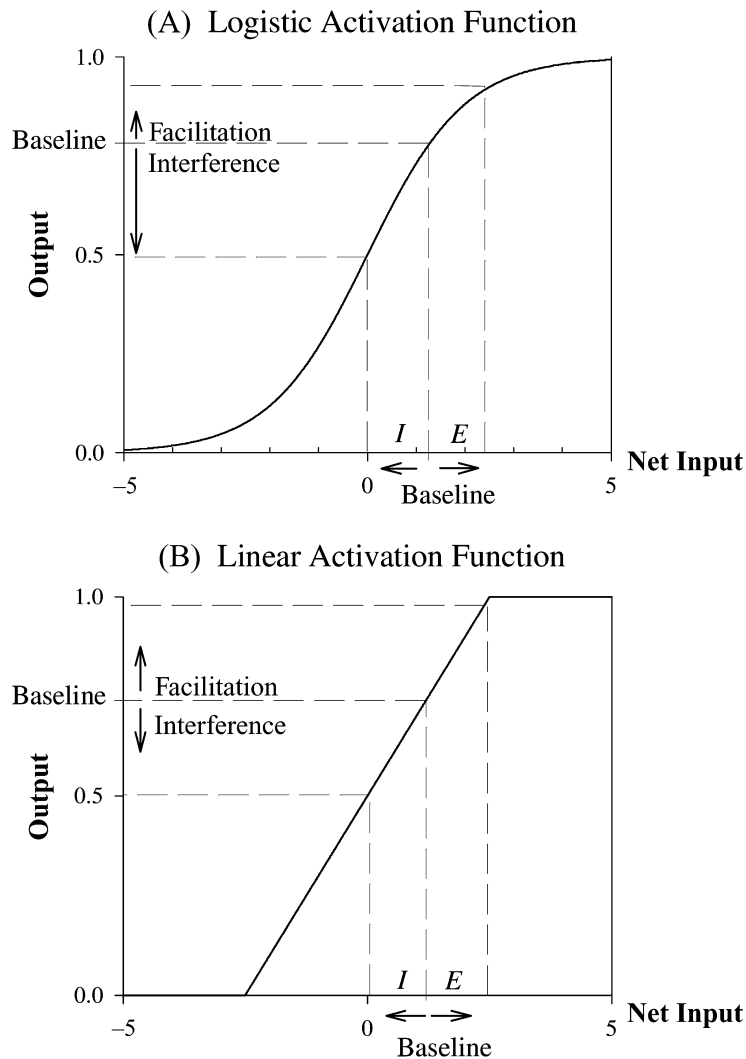 (A) Logistic Activation Function
1.0
Facilitation
Baseline
Interference
Output
0.5
I E
0.0
–5 0 5
Net Input
Baseline
(B) Linear Activation Function
1.0
Facilitation
Baseline
Interference
Output
0.5
I E
0.0
–5 0 5
Net Input
Baseline